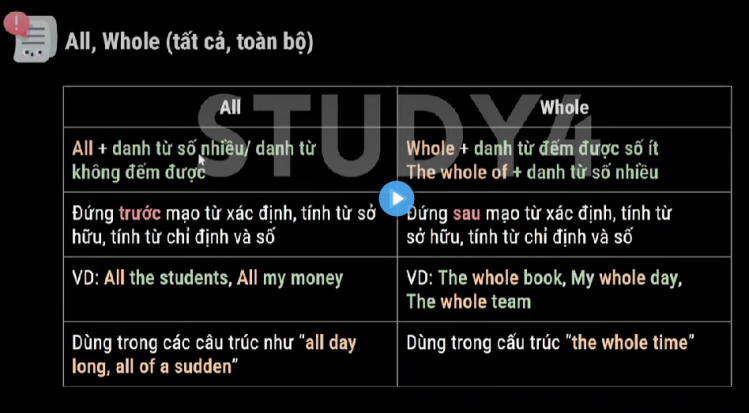 All, Whole (tất cả, toàn bộ)
STUDY4
All
Whole
All + danh từ số nhiều/ danh từ
không đếm được
Whole + danh từ đếm được số ít
The whole of + danh từ số nhiều
Đứng trước mạo từ xác định, tính từ sở
hữu, tính từ chỉ định và số
Đứng sau mạo từ xác định, tính từ
sở hữu, tính từ chỉ định và số
VD: All the students, All my money
VD: The whole book, My whole day,
The whole team
Dùng trong các câu trúc như “all day
long, all of a sudden”
Dùng trong cấu trúc “the whole time”